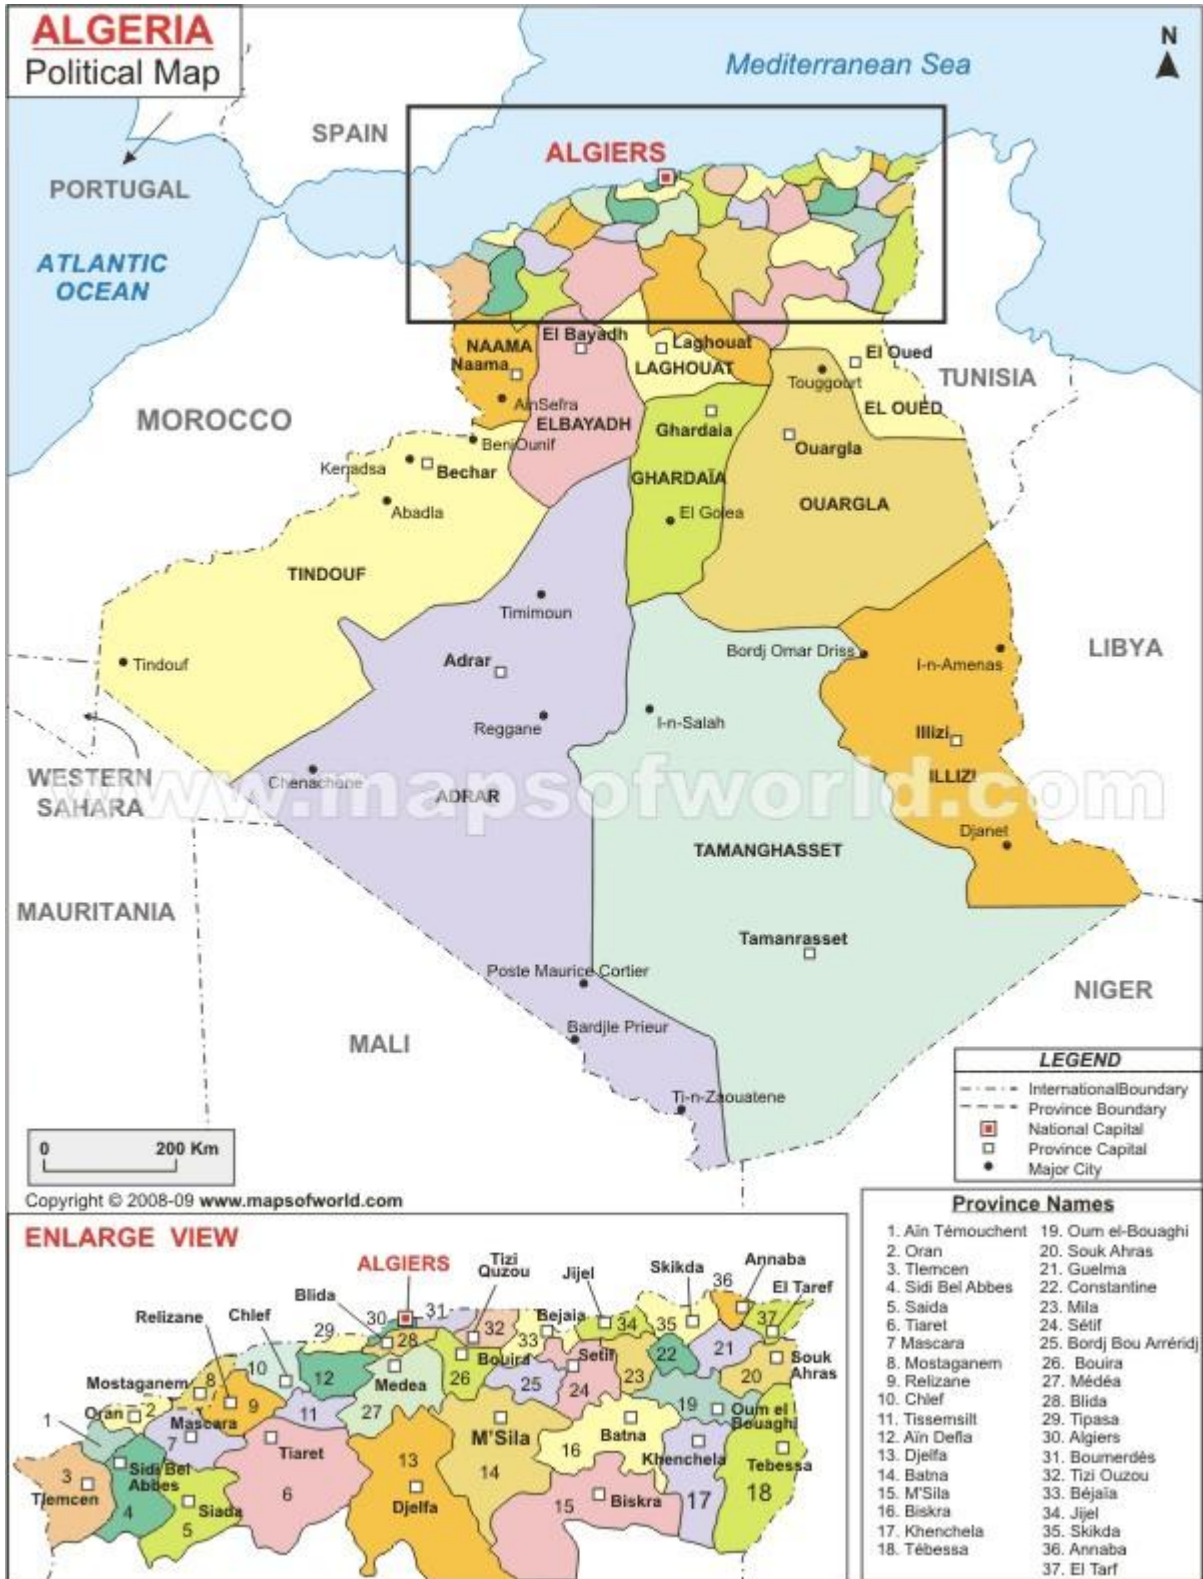 ALGERIA
Political Map
Mediterranean Sea
N
SPAIN
ALGIERS
PORTUGAL
ATLANTIC
OCEAN
El Bayadh
NAAMA
Naama
Laghouat
LAGHOUAT
El Oued
Touggourt
TUNISIA
AinSefra
EL OUED
MOROCCO
ELBAYADH
Ghardaia
BeniOunif
Ouargla
Kenadsa
Bechar
GHARDAÏA
OUARGLA
Abadla
El Golea
TINDOUF
Timimoun
Tindouf
Adrar
Bordj Omar Driss
I-n-Amenas
LIBYA
Reggane
I-n-Salah
Illizi
WESTERN
SAHARA
Chenachane
www.mapsofworld.com
ILLIZI
ADRAR
Djanet
TAMANGHASSET
MAURITANIA
Tamanrasset
Poste Maurice Cortier
NIGER
Bardjle Prieur
MALI
Ti-n-Zaouatene
LEGEND
InternationalBoundary
Province Boundary
National Capital
Province Capital
Major City
0 200 Km
Copyright © 2008-09 www.mapsofworld.com
ENLARGE VIEW
ALGIERS
Tizi
Quzou
Jijel
Skikda
36
Annaba
El Taref
Blida
30
31
Bejaia
Relizane
Chlef
29
28
32
33
34
35
37
Bouira
Setif
22
21
Souk
Ahras
10
12
Medea
26
25
24
23
20
Mostaganem
8
9
11
27
19
Oum el
Bouaghi
1
Oran
2
Mascara
7
M'Sila
Batna
Khenchela
Tiaret
13
14
16
Tebessa
3
Tlemcen
Sidi Bel
Abbes
4
Siada
5
6
Djelfa
15
Biskra
17
18
Province Names
1. Aïn Témouchent
2. Oran
3. Tlemcen
4. Sidi Bel Abbes
5. Saida
6. Tiaret
7 Mascara
8. Mostaganem
9. Relizane
10. Chlef
11. Tissemsilt
12. Aïn Defla
13. Djelfa
14. Batna
15. M'Sila
16. Biskra
17. Khenchela
18. Tébessa
19. Oum el-Bouaghi
20. Souk Ahras
21. Guelma
22. Constantine
23. Mila
24. Sétif
25. Bordj Bou Arréridj
26. Bouira
27. Médéa
28. Blida
29. Tipasa
30. Algiers
31. Boumerdès
32. Tizi Ouzou
33. Béjaïa
34. Jijel
35. Skikda
36. Annaba
37. El Tarf